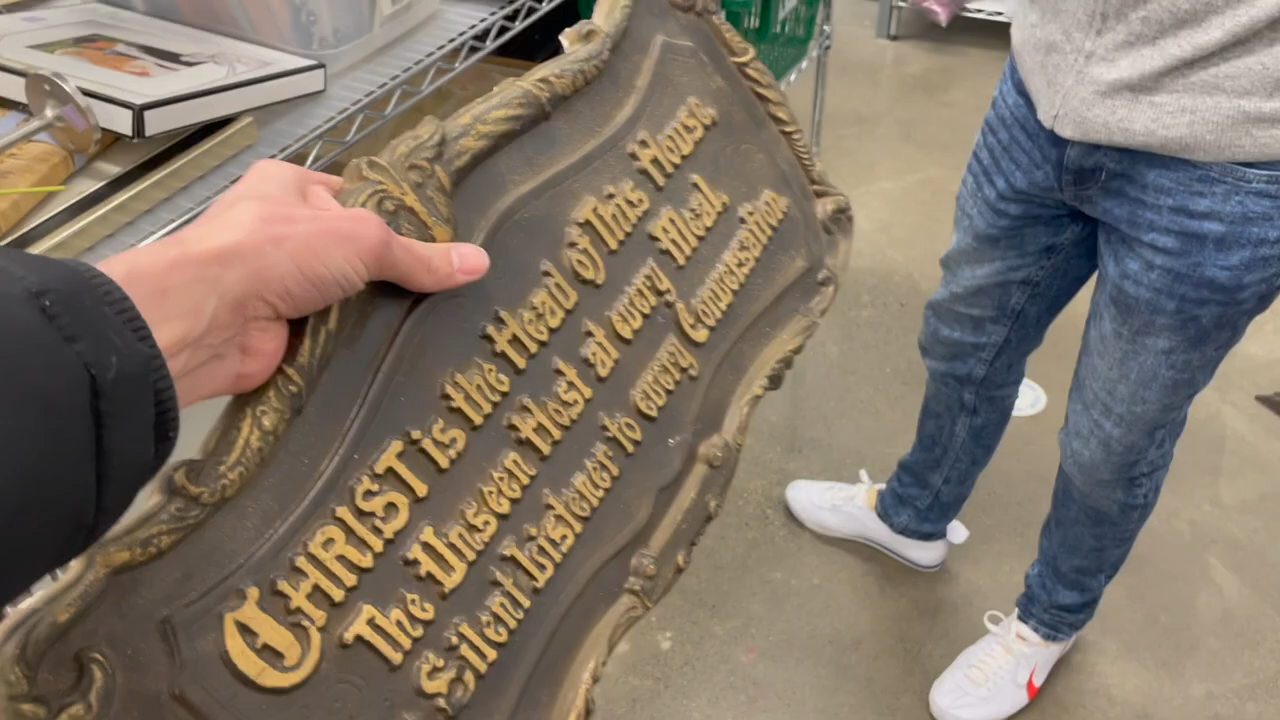 CHRIST is the Head of This House
The Unseen Host at every Meal.
Silent Listener to every Conversation